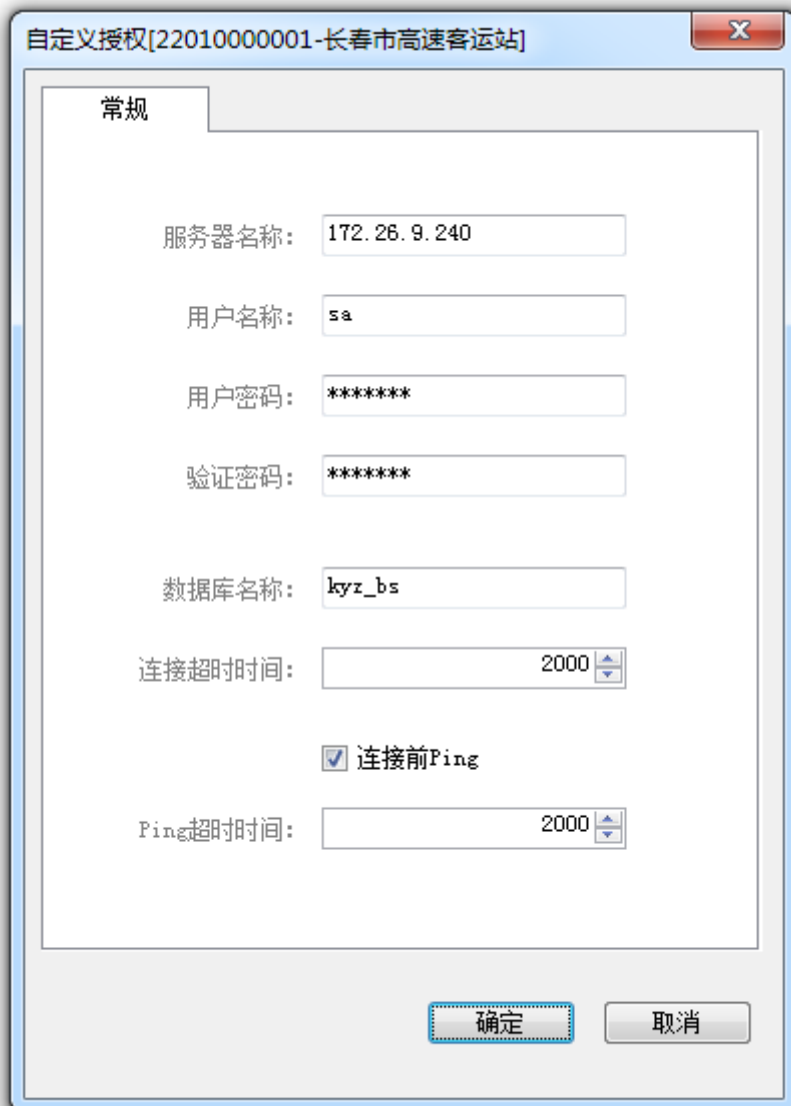 自定义授权[22010000001-长春市高速客运站]
常规
服务器名称: 172.26.9.240
用户名称: sa
用户密码: *******
验证密码: *******
数据库名称: kyz_bs
连接超时时间: 2000
连接前Ping
Ping超时时间: 2000
确定 取消